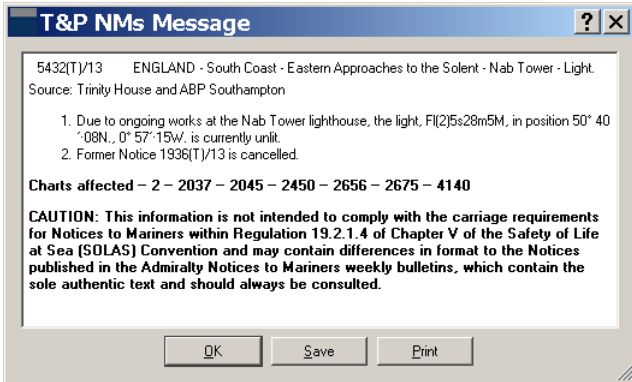 T&P NMs Message
5432(T)/13 ENGLAND - South Coast - Eastern Approaches to the Solent - Nab Tower - Light.
Source: Trinity House and ABP Southampton
1. Due to ongoing works at the Nab Tower lighthouse, the light, Fl(2)5s28m5M, in position 50° 40
´·08N., 0° 57´·15W. is currently unlit.
2. Former Notice 1936(T)/13 is cancelled.
Charts affected – 2 – 2037 – 2045 – 2450 – 2656 – 2675 – 4140
CAUTION: This information is not intended to comply with the carriage requirements
for Notices to Mariners within Regulation 19.2.1.4 of Chapter V of the Safety of Life
at Sea (SOLAS) Convention and may contain differences in format to the Notices
published in the Admiralty Notices to Mariners weekly bulletins, which contain the
sole authentic text and should always be consulted.
OK Save Print